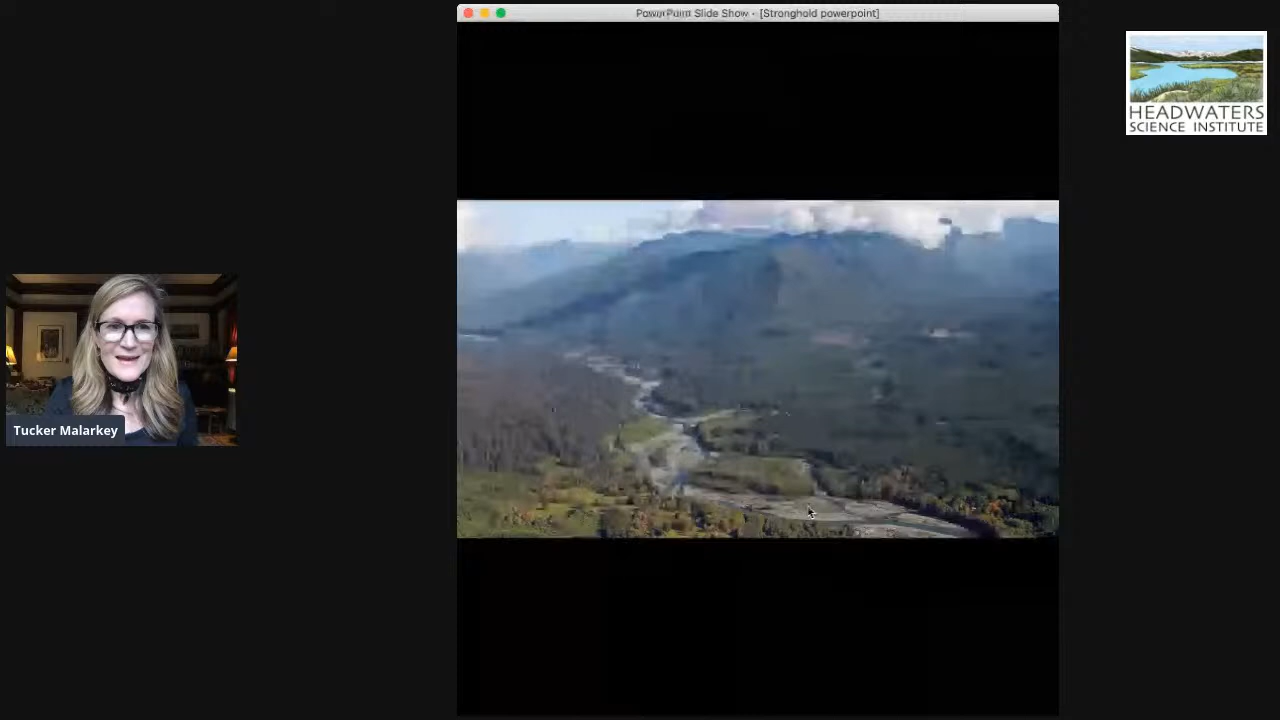 PowerPoint Slide Show - [Stronghold powerpoint]
HEADWATERS
SCIENCE INSTITUTE
Tucker Malarkey